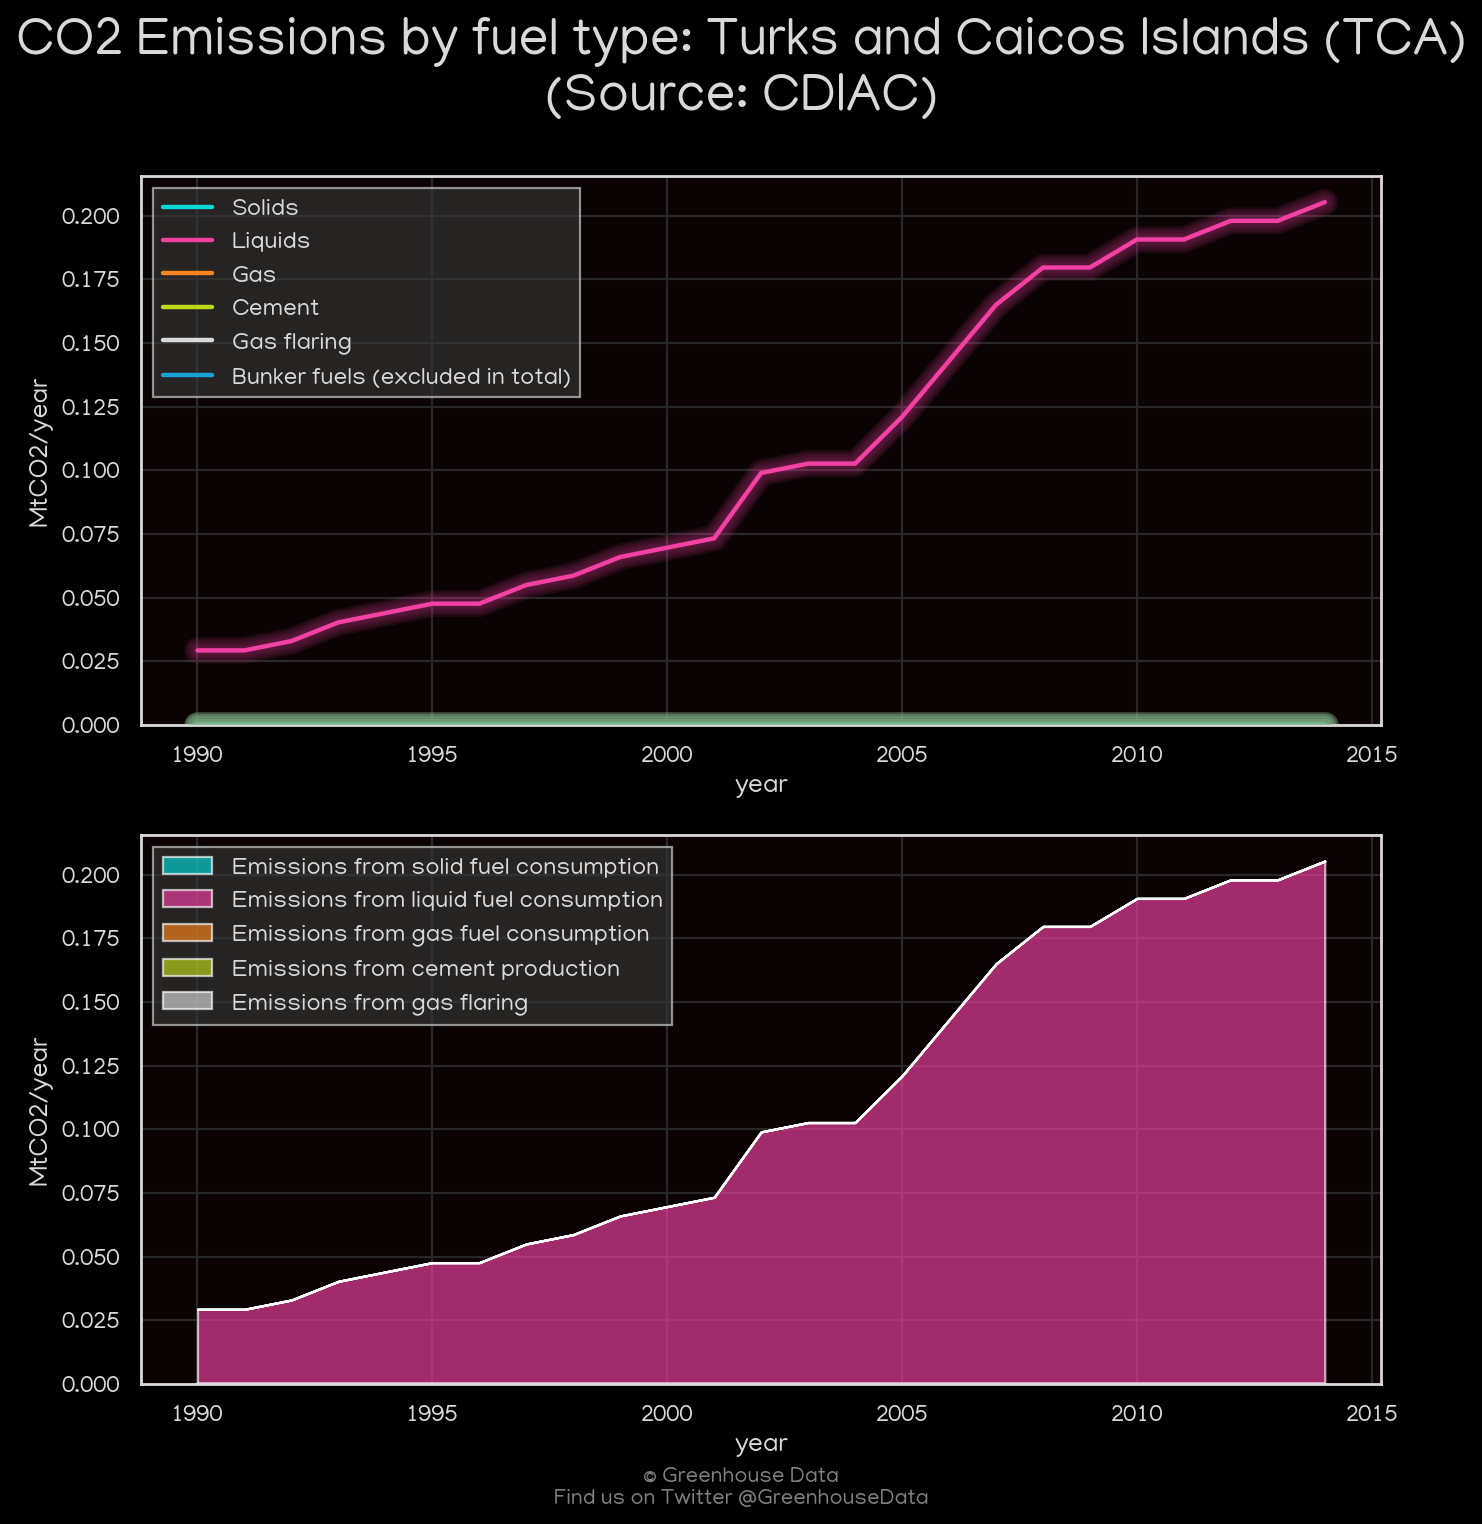 CO2 Emissions by fuel type: Turks and Caicos Islands (TCA)
(Source: CDIAC)
Solids
Liquids
Gas
Cement
Gas flaring
Bunker fuels (excluded in total)
0.200
0.175
0.150
0.125
0.100
0.075
0.050
0.025
0.000
MtCO2/year
1990 1995 2000 2005 2010 2015
year
Emissions from solid fuel consumption
Emissions from liquid fuel consumption
Emissions from gas fuel consumption
Emissions from cement production
Emissions from gas flaring
0.200
0.175
0.150
0.125
0.100
0.075
0.050
0.025
0.000
MtCO2/year
1990 1995 2000 2005 2010 2015
year
© Greenhouse Data
Find us on Twitter @GreenhouseData